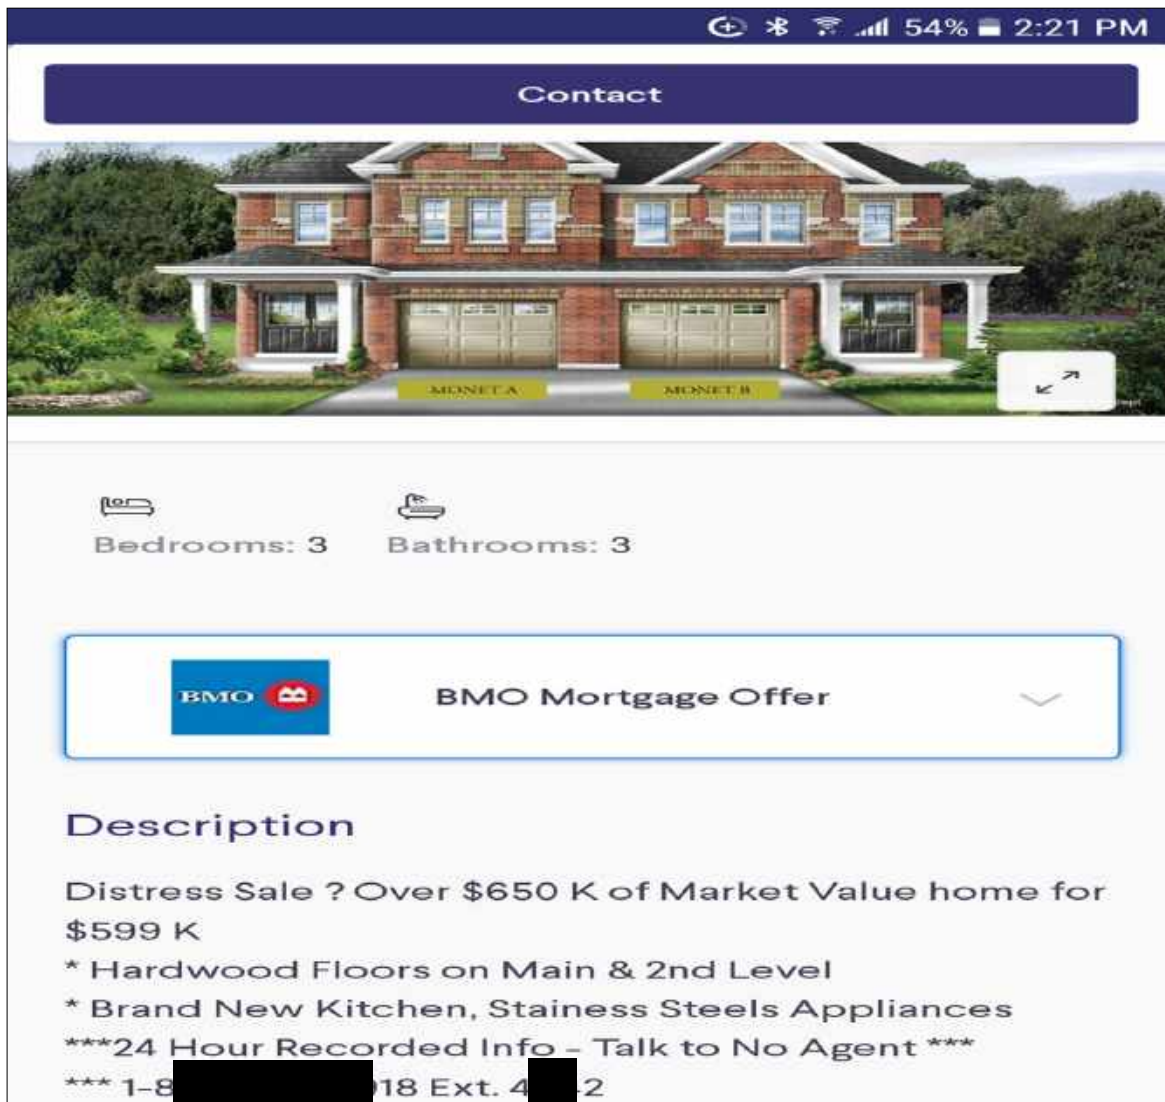 54% 2:21 PM
Contact
MONET A MONET B
Bedrooms: 3 Bathrooms: 3
BMO BMO Mortgage Offer
Description
Distress Sale ? Over $650 K of Market Value home for
$599 K
* Hardwood Floors on Main & 2nd Level
* Brand New Kitchen, Stainess Steels Appliances
***24 Hour Recorded Info - Talk to No Agent ***
*** 1-8 18 Ext. 4 -2